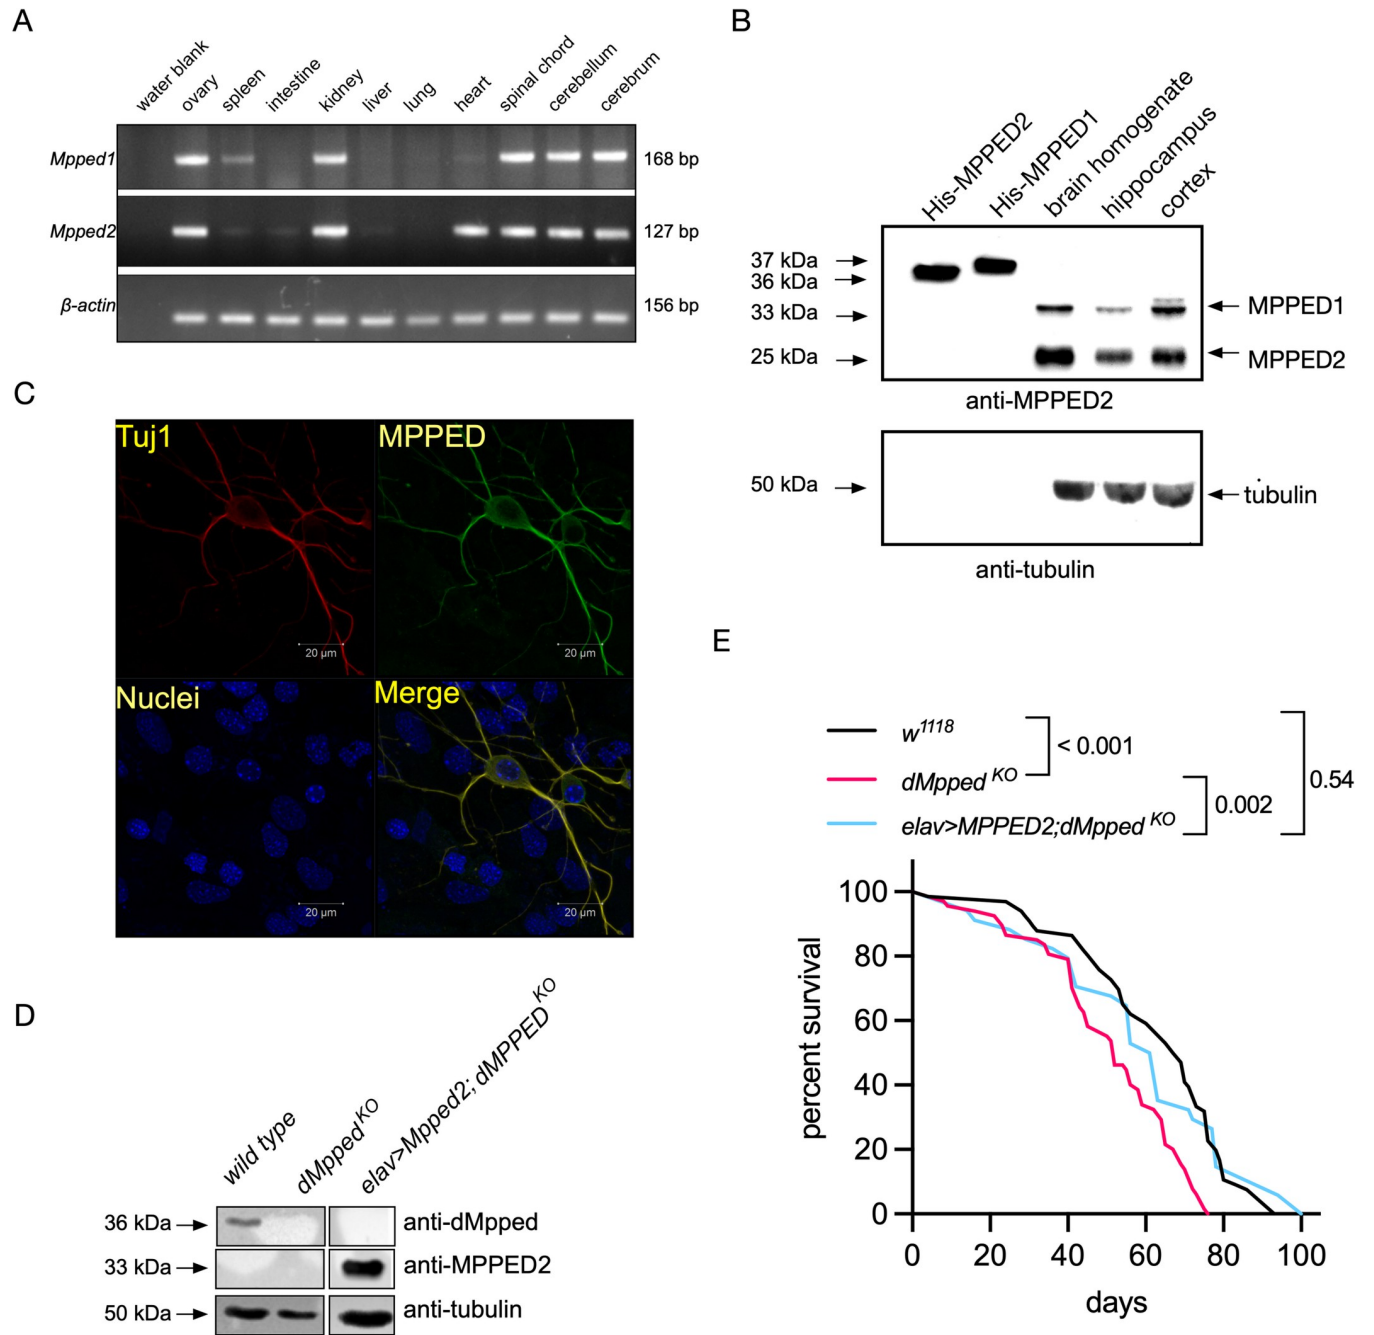 A
water blank
ovary
spleen
intestine
kidney
liver
lung
heart
spinal chord
cerebellum
cerebrum
Mpped1
168 bp
Mpped2
127 bp
β-actin
156 bp
B
His-MPPED2
His-MPPED1
brain homogenate
hippocampus
cortex
37 kDa
36 kDa
33 kDa
25 kDa
MPPED1
MPPED2
anti-MPPED2
50 kDa
tubulin
anti-tubulin
C
Tuj1
MPPED
20 µm
20 µm
Nuclei
Merge
20 µm
20 µm
D
wild type
dMpped KO
elav>Mpped2; dMPPED KO
36 kDa
anti-dMpped
33 kDa
anti-MPPED2
50 kDa
anti-tubulin
E
w1118
< 0.001
dMpped KO
0.54
0.002
elav>MPPED2;dMpped KO
percent survival
100
80
60
40
20
0
0 20 40 60 80 100
days